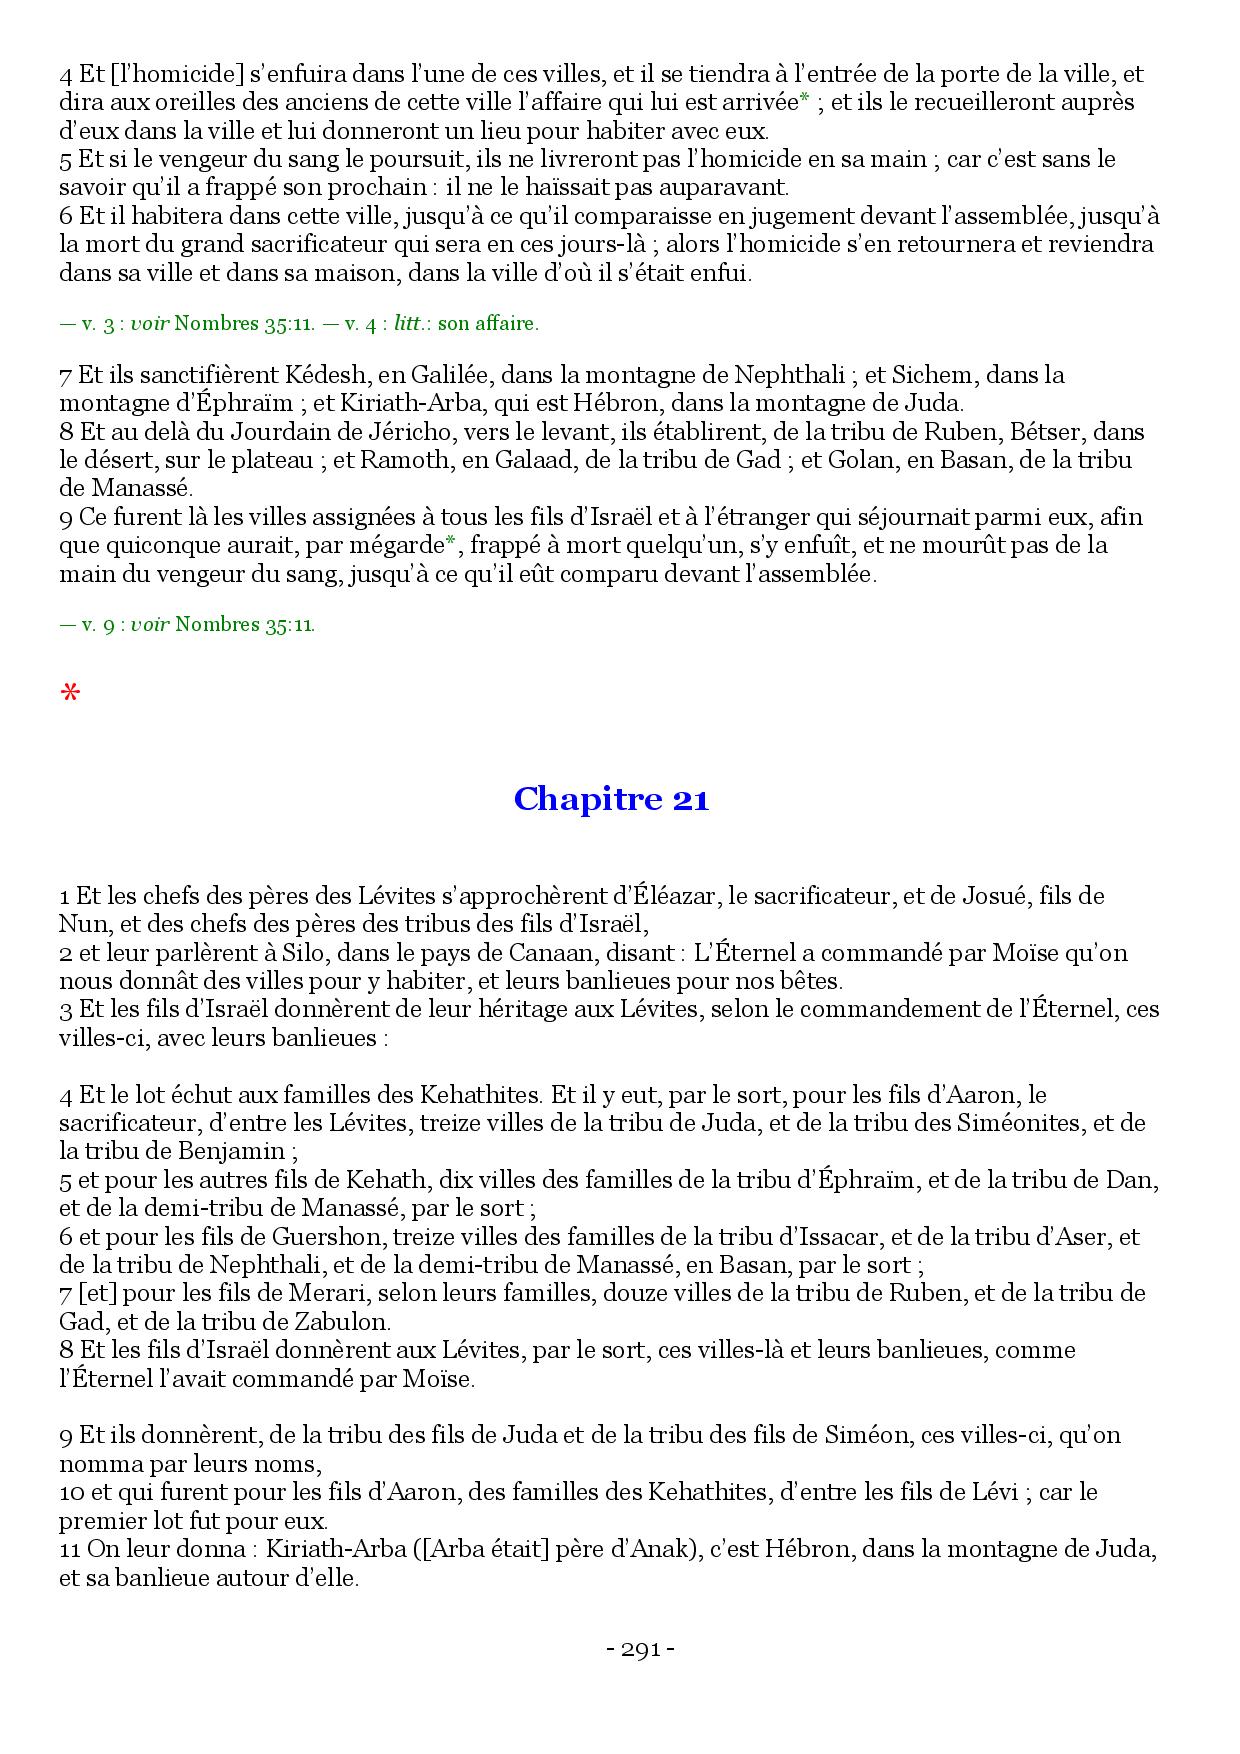 4 Et [l’homicide] s’enfuira dans l’une de ces villes, et il se tiendra à l’entrée de la porte de la ville, et
dira aux oreilles des anciens de cette ville l’affaire qui lui est arrivée* ; et ils le recueilleront auprès
d’eux dans la ville et lui donneront un lieu pour habiter avec eux.
5 Et si le vengeur du sang le poursuit, ils ne livreront pas l’homicide en sa main ; car c’est sans le
savoir qu’il a frappé son prochain : il ne le haïssait pas auparavant.
6 Et il habitera dans cette ville, jusqu’à ce qu’il comparaisse en jugement devant l’assemblée, jusqu’à
la mort du grand sacrificateur qui sera en ces jours-là ; alors l’homicide s’en retournera et reviendra
dans sa ville et dans sa maison, dans la ville d’où il s’était enfui.
— v. 3 : voir Nombres 35:11. — v. 4 : litt.: son affaire.
7 Et ils sanctifièrent Kédesh, en Galilée, dans la montagne de Nephthali ; et Sichem, dans la
montagne d’Éphraïm ; et Kiriath-Arba, qui est Hébron, dans la montagne de Juda.
8 Et au delà du Jourdain de Jéricho, vers le levant, ils établirent, de la tribu de Ruben, Bétser, dans
le désert, sur le plateau ; et Ramoth, en Galaad, de la tribu de Gad ; et Golan, en Basan, de la tribu
de Manassé.
9 Ce furent là les villes assignées à tous les fils d’Israël et à l’étranger qui séjournait parmi eux, afin
que quiconque aurait, par mégarde*, frappé à mort quelqu’un, s’y enfuît, et ne mourût pas de la
main du vengeur du sang, jusqu’à ce qu’il eût comparu devant l’assemblée.
— v. 9 : voir Nombres 35:11.
*
Chapitre 21
1 Et les chefs des pères des Lévites s’approchèrent d’Éléazar, le sacrificateur, et de Josué, fils de
Nun, et des chefs des pères des tribus des fils d’Israël,
2 et leur parlèrent à Silo, dans le pays de Canaan, disant : L’Éternel a commandé par Moïse qu’on
nous donnât des villes pour y habiter, et leurs banlieues pour nos bêtes.
3 Et les fils d’Israël donnèrent de leur héritage aux Lévites, selon le commandement de l’Éternel, ces
villes-ci, avec leurs banlieues :
4 Et le lot échut aux familles des Kehathites. Et il y eut, par le sort, pour les fils d’Aaron, le
sacrificateur, d’entre les Lévites, treize villes de la tribu de Juda, et de la tribu des Siméonites, et de
la tribu de Benjamin ;
5 et pour les autres fils de Kehath, dix villes des familles de la tribu d’Éphraïm, et de la tribu de Dan,
et de la demi-tribu de Manassé, par le sort ;
6 et pour les fils de Guershon, treize villes des familles de la tribu d’Issacar, et de la tribu d’Aser, et
de la tribu de Nephthali, et de la demi-tribu de Manassé, en Basan, par le sort ;
7 [et] pour les fils de Merari, selon leurs familles, douze villes de la tribu de Ruben, et de la tribu de
Gad, et de la tribu de Zabulon.
8 Et les fils d’Israël donnèrent aux Lévites, par le sort, ces villes-là et leurs banlieues, comme
l’Éternel l’avait commandé par Moïse.
9 Et ils donnèrent, de la tribu des fils de Juda et de la tribu des fils de Siméon, ces villes-ci, qu’on
nomma par leurs noms,
10 et qui furent pour les fils d’Aaron, des familles des Kehathites, d’entre les fils de Lévi ; car le
premier lot fut pour eux.
11 On leur donna : Kiriath-Arba ([Arba était] père d’Anak), c’est Hébron, dans la montagne de Juda,
et sa banlieue autour d’elle.
- 291 -